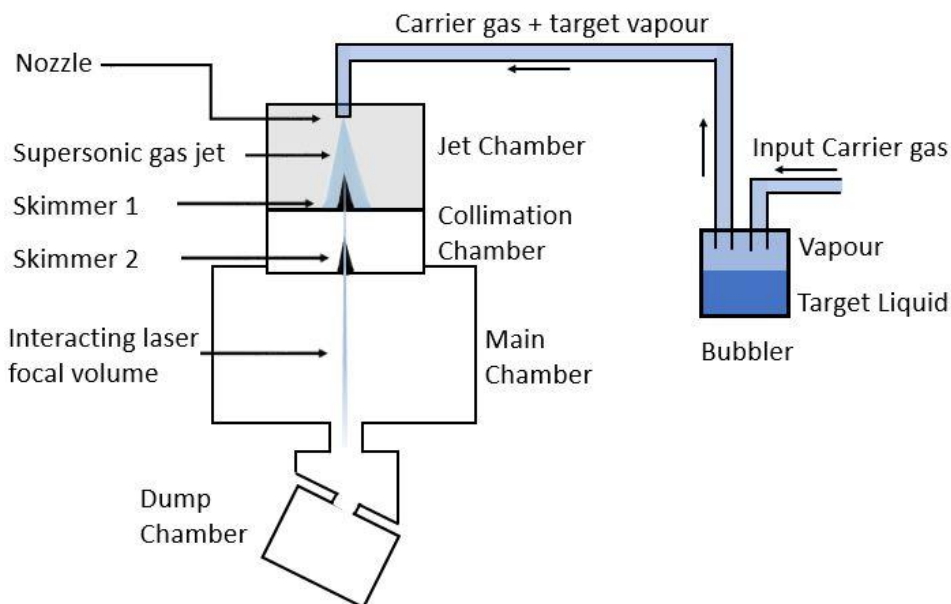 Carrier gas + target vapour
Nozzle
Supersonic gas jet
Jet Chamber
Input Carrier gas
Skimmer 1
Collimation
Chamber
Skimmer 2
Vapour
Target Liquid
Interacting laser
focal volume
Main
Chamber
Bubbler
Dump
Chamber